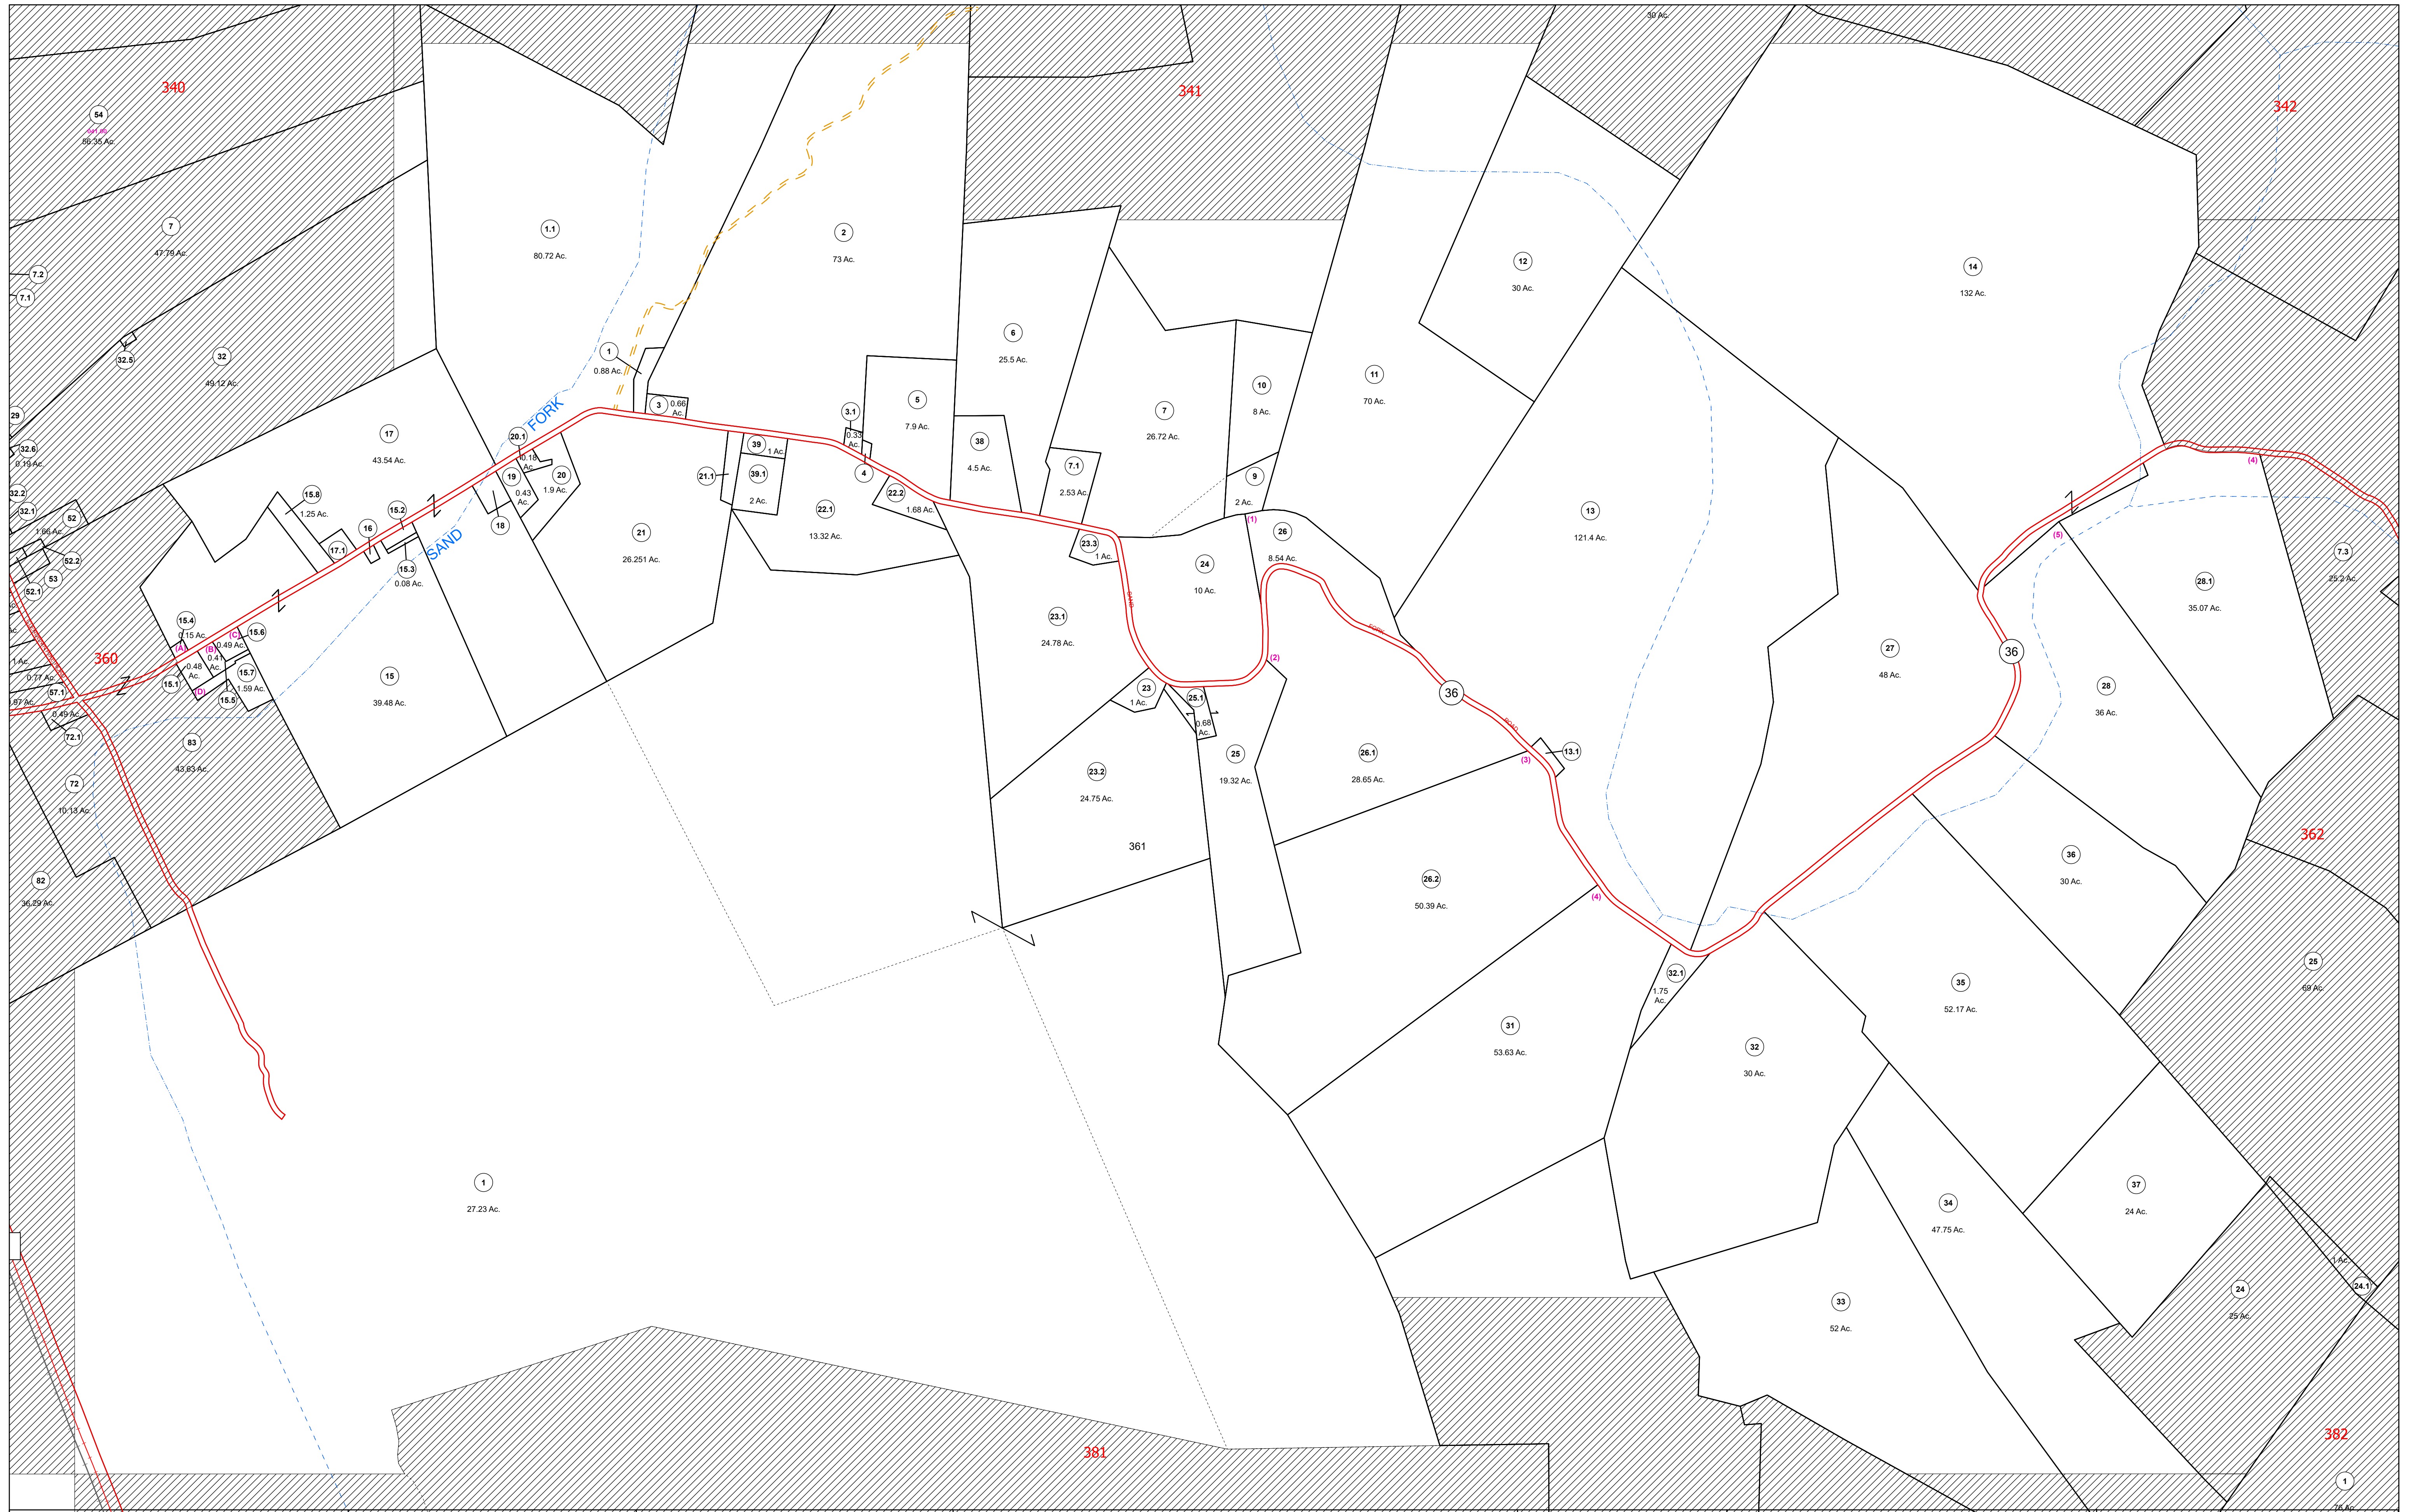 30 Ac.
340
341
342
54
56.35 Ac.
7
47.79 Ac.
1.1
80.72 Ac.
2
73 Ac.
12
30 Ac.
14
132 Ac.
7.2
7.1
32.5
32
49.12 Ac.
1
0.88 Ac.
6
25.5 Ac.
11
70 Ac.
10
8 Ac.
3
0.66
Ac.
5
7.9 Ac.
7
26.72 Ac.
29
3.1
0.33
Ac.
4
FORK
17
43.54 Ac.
20.1
0.18
Ac.
39
1 Ac.
38
4.5 Ac.
32.6
0.19 Ac.
19
0.43
Ac.
20
1.9 Ac.
21.1
39.1
2 Ac.
22.2
1.68 Ac.
7.1
2.53 Ac.
9
2 Ac.
(4)
32.2
32.1
15.8
1.25 Ac.
15.2
16
18
22.1
13.32 Ac.
(1)
13
121.4 Ac.
52
1.66 Ac.
17.1
SAND
21
26.251 Ac.
23.3
1 Ac.
26
8.54 Ac.
(5)
7.3
25.2 Ac.
52.2
53
52.1
15.3
0.08 Ac.
24
10 Ac.
28.1
35.07 Ac.
SAND
15.4
0.15 Ac.
(C)
15.6
0.49 Ac.
(A)
(B)
0.41
Ac.
23.1
24.78 Ac.
FORK
360
1 Ac.
0.77 Ac.
0.48
Ac.
15.7
1.59 Ac.
15.1
(D)
15.5
15
39.48 Ac.
(2)
27
48 Ac.
36
57.1
0.49 Ac.
72.1
23
1 Ac.
25.1
0.68
Ac.
36
28
36 Ac.
ROAD
83
43.63 Ac.
25
19.32 Ac.
26.1
28.65 Ac.
(3)
13.1
72
10.13 Ac.
23.2
24.75 Ac.
361
362
36
30 Ac.
82
36.29 Ac.
26.2
50.39 Ac.
(4)
32.1
1.75
Ac.
35
52.17 Ac.
25
69 Ac.
31
53.63 Ac.
32
30 Ac.
1
27.23 Ac.
34
47.75 Ac.
37
24 Ac.
1 Ac.
24.1
24
25 Ac.
33
52 Ac.
381
382
1